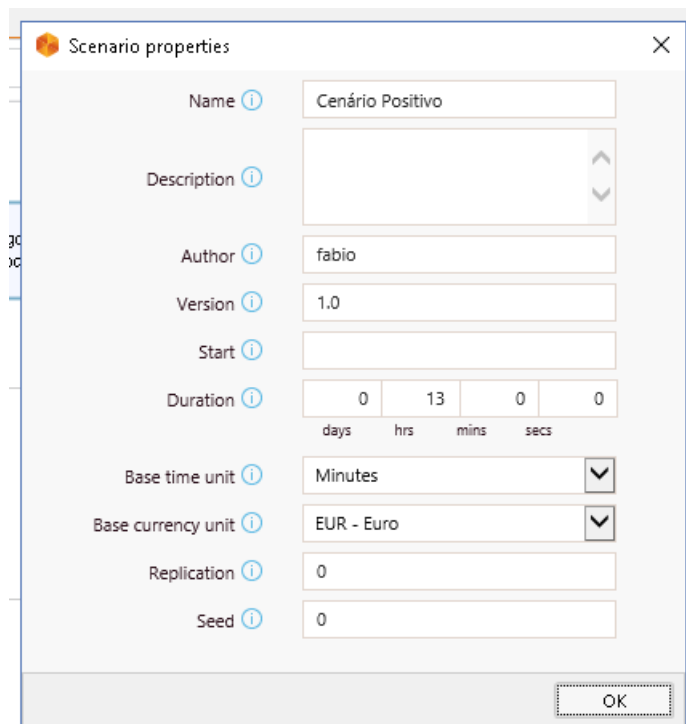 Scenario properties
Name
Cenário Positivo
Description
Author
fabio
Version
1.0
Start
Duration
0 13 0 0
days hrs mins secs
Base time unit
Minutes
Base currency unit
EUR - Euro
Replication
0
Seed
0
OK